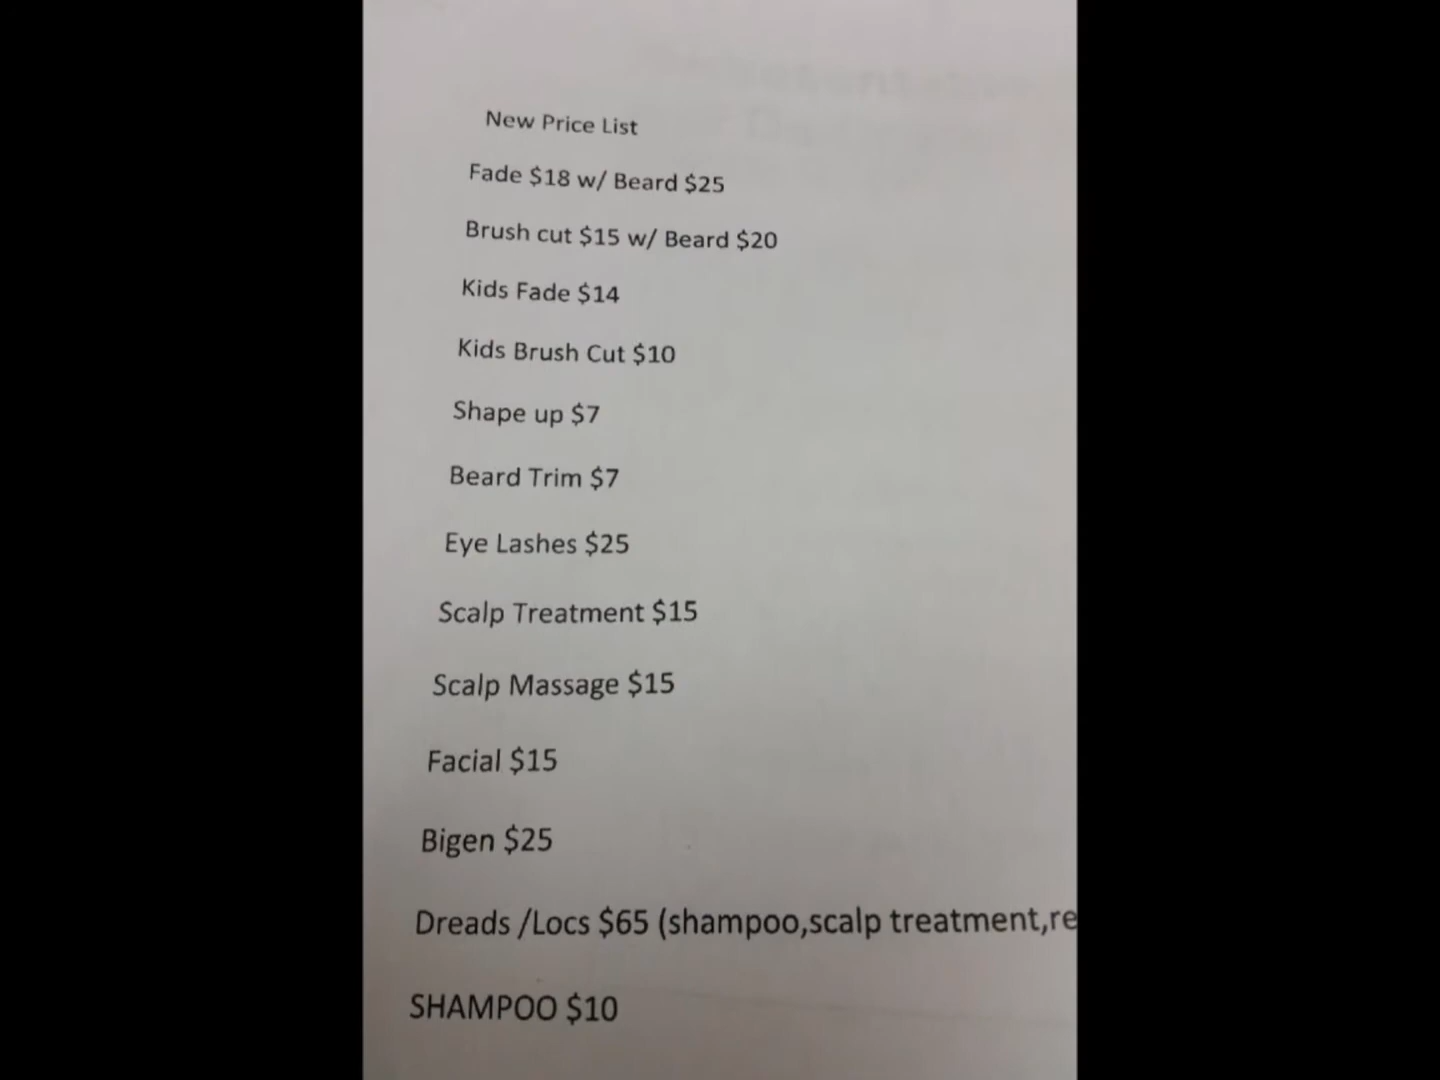 New Price List
Fade $18 w/ Beard $25
Brush cut $15 w/ Beard $20
Kids Fade $14
Kids Brush Cut $10
Shape up $7
Beard Trim $7
Eye Lashes $25
Scalp Treatment $15
Scalp Massage $15
Facial $15
Bigen $25
Dreads /Locs $65 (shampoo,scalp treatment,re
SHAMPOO $10